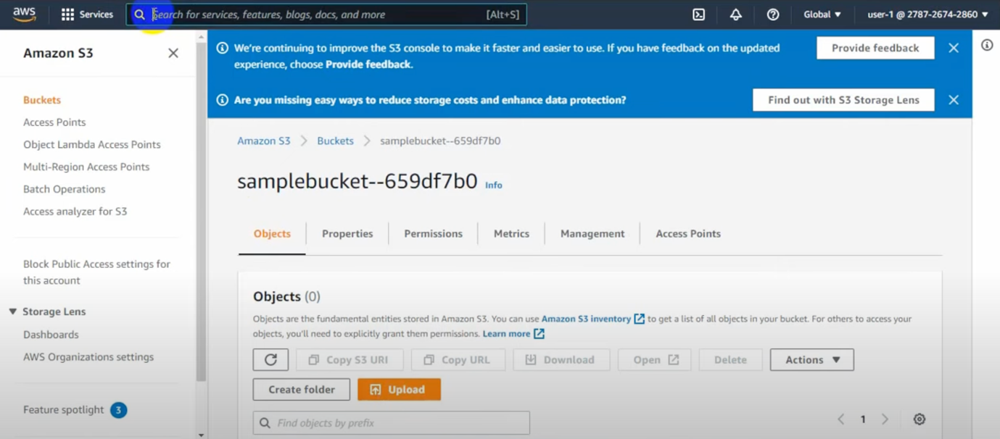 aws
Services
Search for services, features, blogs, docs, and more
[Alt+S]
Global ▼
user-1 @ 2787-2674-2860 ▼
Amazon S3
Buckets
Access Points
Object Lambda Access Points
Multi-Region Access Points
Batch Operations
Access analyzer for S3
Block Public Access settings for
this account
▼ Storage Lens
Dashboards
AWS Organizations settings
Feature spotlight 3
We're continuing to improve the S3 console to make it faster and easier to use. If you have feedback on the updated
experience, choose Provide feedback.
Provide feedback
Are you missing easy ways to reduce storage costs and enhance data protection?
Find out with S3 Storage Lens
Amazon S3 > Buckets > samplebucket--659df7b0
samplebucket--659df7b0 Info
Objects
Properties
Permissions
Metrics
Management
Access Points
Objects (0)
Objects are the fundamental entities stored in Amazon S3. You can use Amazon S3 inventory to get a list of all objects in your bucket. For others to access your
objects, you'll need to explicitly grant them permissions. Learn more
Copy S3 URI
Copy URL
Download
Open
Delete
Actions ▼
Create folder
Upload
Find objects by prefix
< 1 >